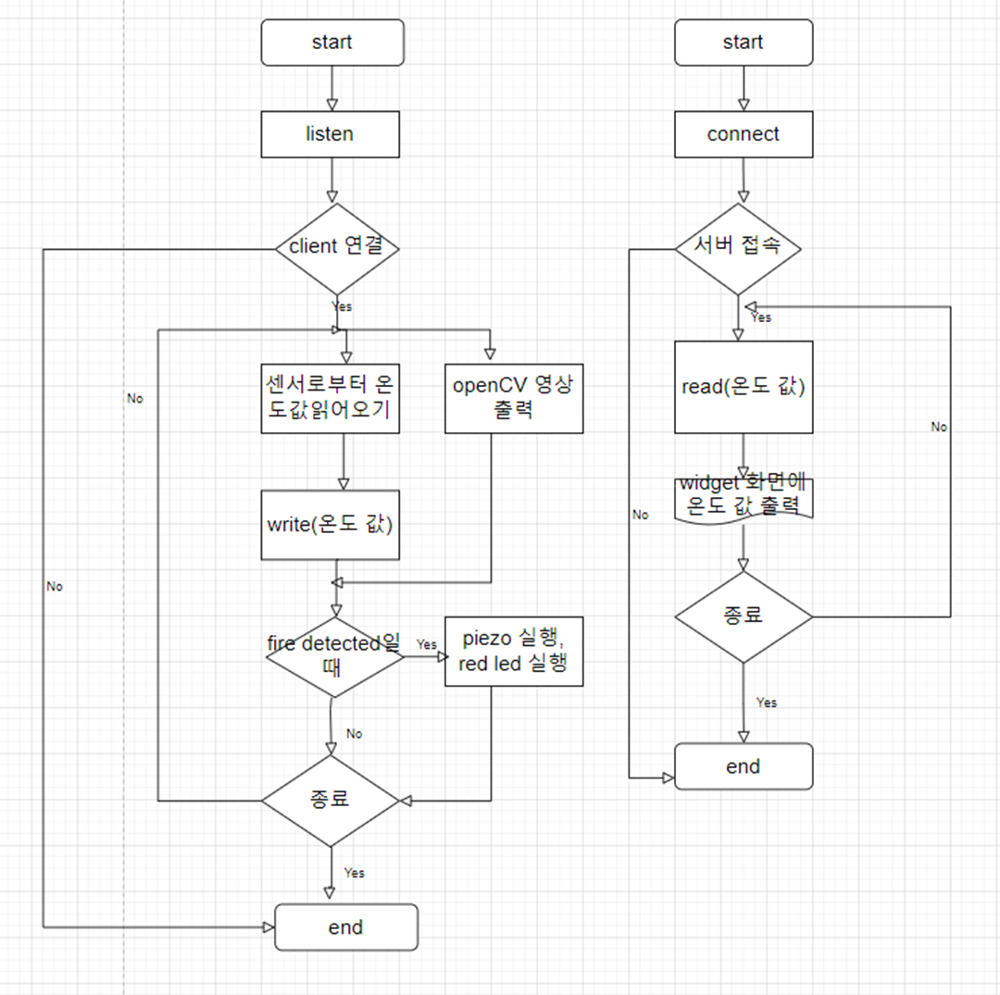 start
listen
client 연결
Yes
No
센서로부터 온
도값읽어오기
openCV 영상
출력
write(온도 값)
No
fire detected일
때
Yes
piezo 실행,
red led 실행
No
종료
Yes
end
start
connect
서버 접속
Yes
read(온도 값)
No
widget 화면에
온도 값 출력
No
종료
Yes
end